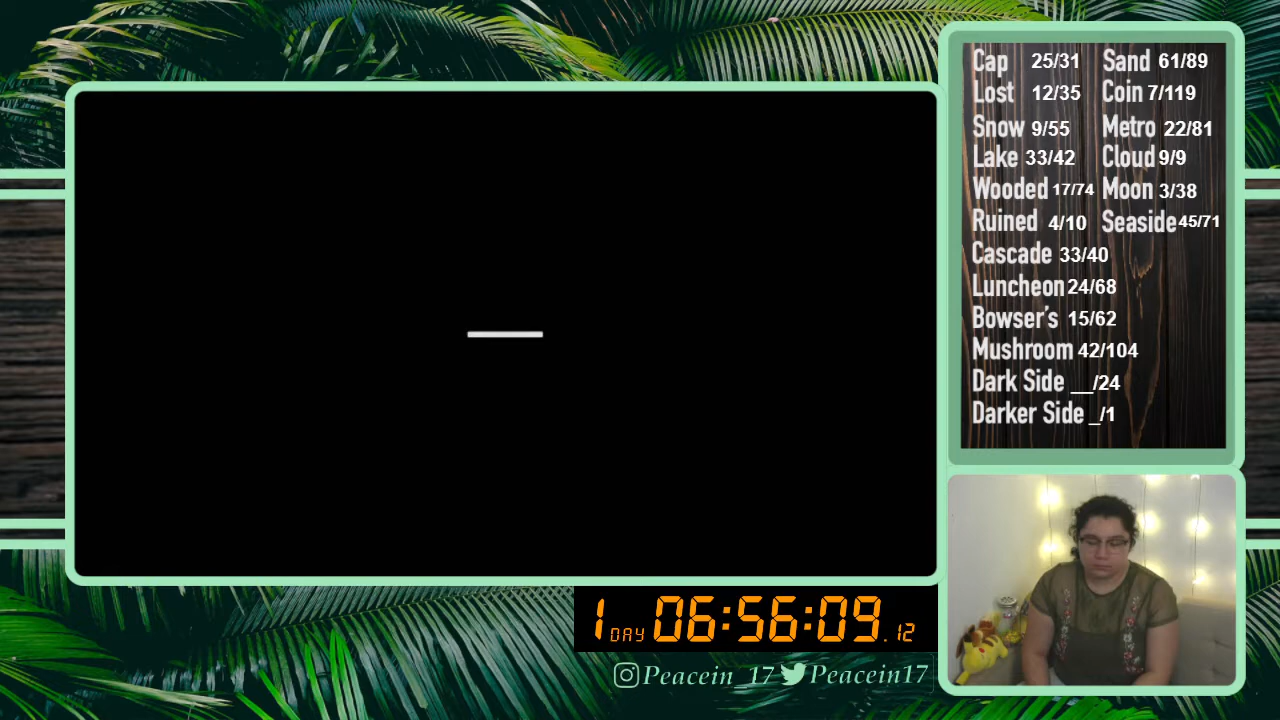 Cap 25/31 Sand 61/89
Lost 12/35 Coin 7/119
Snow 9/55 Metro 22/81
Lake 33/42 Cloud 9/9
Wooded 17/74 Moon 3/38
Ruined 4/10 Seaside 45/71
Cascade 33/40
Luncheon 24/68
Bowser's 15/62
Mushroom 42/104
Dark Side __/24
Darker Side _/1
1 DAY 06:56:09.12
Peacein_17 Peacein17